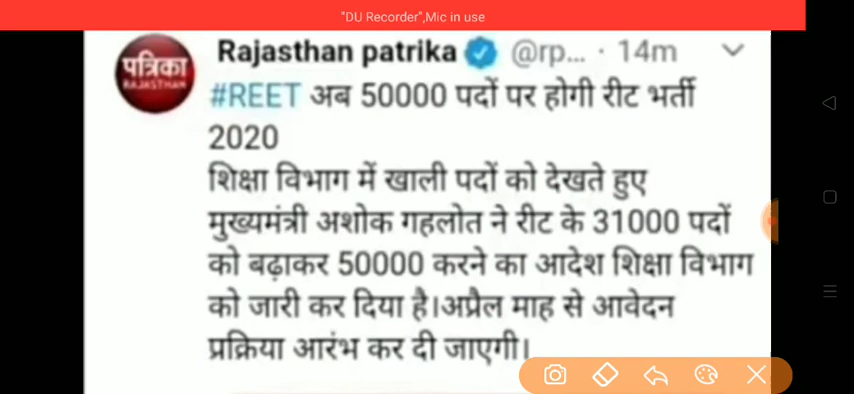 "DU Recorder",Mic in use
पत्रिका
RAJASTHAN
Rajasthan patrika @rp... · 14m
#REET अब 50000 पदों पर होगी रीट भर्ती
2020
शिक्षा विभाग में खाली पदों को देखते हुए
मुख्यमंत्री अशोक गहलोत ने रीट के 31000 पदों
को बढ़ाकर 50000 करने का आदेश शिक्षा विभाग
को जारी कर दिया है।अप्रैल माह से आवेदन
प्रक्रिया आरंभ कर दी जाएगी।